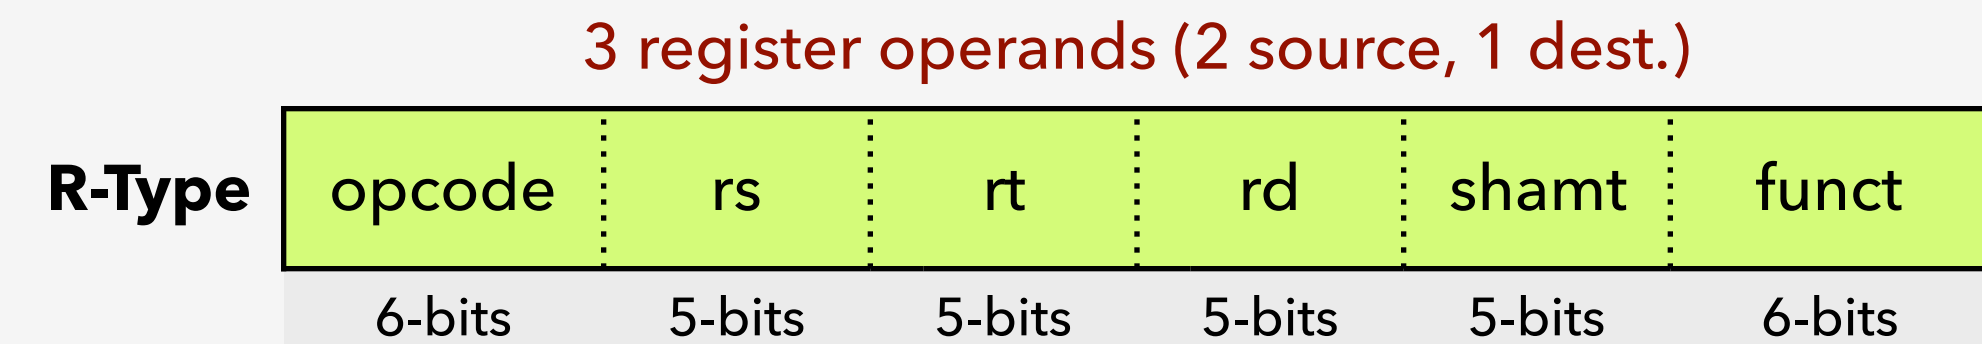 3 register operands (2 source, 1 dest.)
R-Type opcode rs rt rd shamt funct
6-bits 5-bits 5-bits 5-bits 5-bits 6-bits